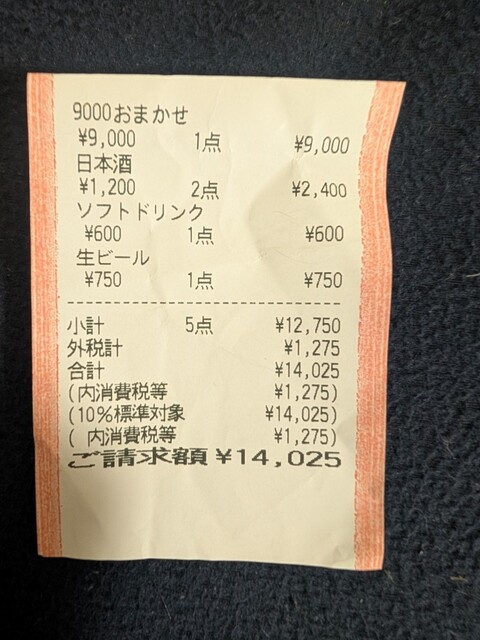 9000おまかせ
¥9,000 1点 ¥9,000
日本酒
¥1,200 2点 ¥2,400
ソフトドリンク
¥600 1点 ¥600
生ビール
¥750 1点 ¥750
小計 5点 ¥12,750
外税計 ¥1,275
合計 ¥14,025
(内消費税等 ¥1,275)
(10%標準対象 ¥14,025)
( 内消費税等 ¥1,275)
ご請求額 ¥14,025